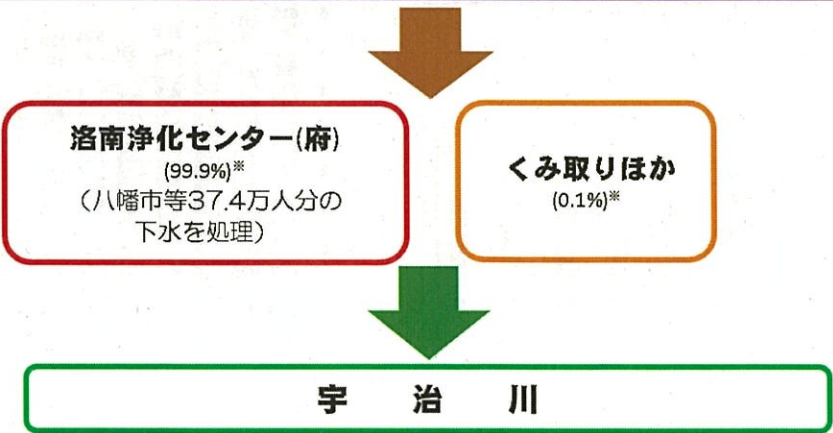 洛南浄化センター(府)
(99.9%)※
（八幡市等37.4万人分の
下水を処理）
くみ取りほか
(0.1%)※
宇　治　川